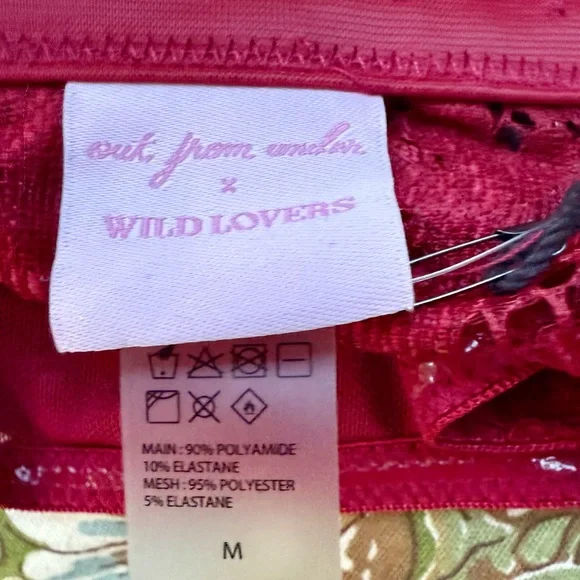 out from under
x
WILD LOVERS
MAIN : 90% POLYAMIDE
10% ELASTANE
MESH : 95% POLYESTER
5% ELASTANE
M